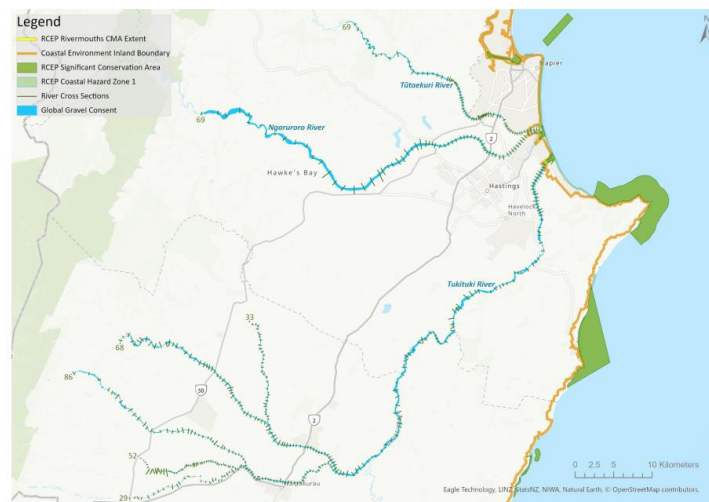 Legend
RCEP Rivermouths CMA Extent
Coastal Environment Inland Boundary
RCEP Significant Conservation Area
RCEP Coastal Hazard Zone 1
River Cross Sections
Global Gravel Consent
N
69
Tūtaekuri River
Napier
69
Ngaruroro River
2
Hawke's Bay
Hastings
Havelock
North
Tukituki River
33
68
86
50
2
52
29
0 2.5 5 10 Kilometers
Eagle Technology, LINZ, StatsNZ, NIWA, Natural Earth, © OpenStreetMap contributors.